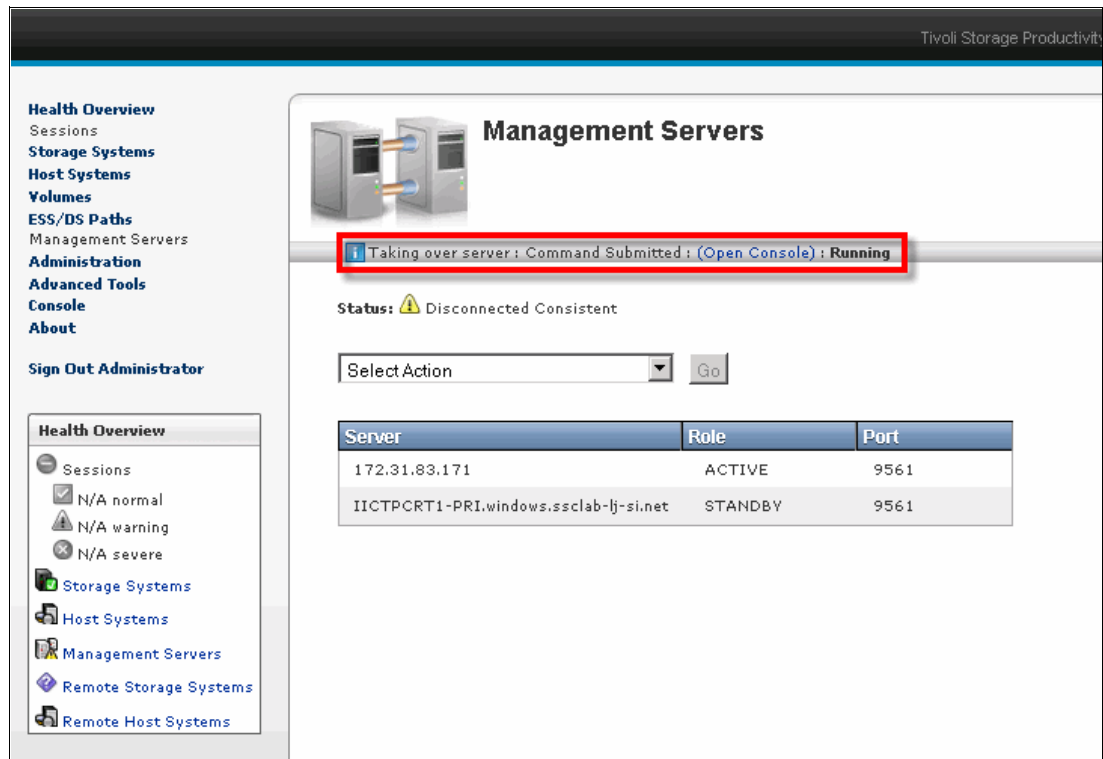 Tivoli Storage Productivity
Health Overview
Sessions
Storage Systems
Host Systems
Volumes
ESS/DS Paths
Management Servers
Administration
Advanced Tools
Console
About
Sign Out Administrator
Health Overview
Sessions
N/A normal
N/A warning
N/A severe
Storage Systems
Host Systems
Management Servers
Remote Storage Systems
Remote Host Systems
Management Servers
Taking over server : Command Submitted : (Open Console) : Running
Status: Disconnected Consistent
Select Action Go
Server Role Port
172.31.83.171 ACTIVE 9561
IICTPCRT1-PRI.windows.ssclab-lj-si.net STANDBY 9561